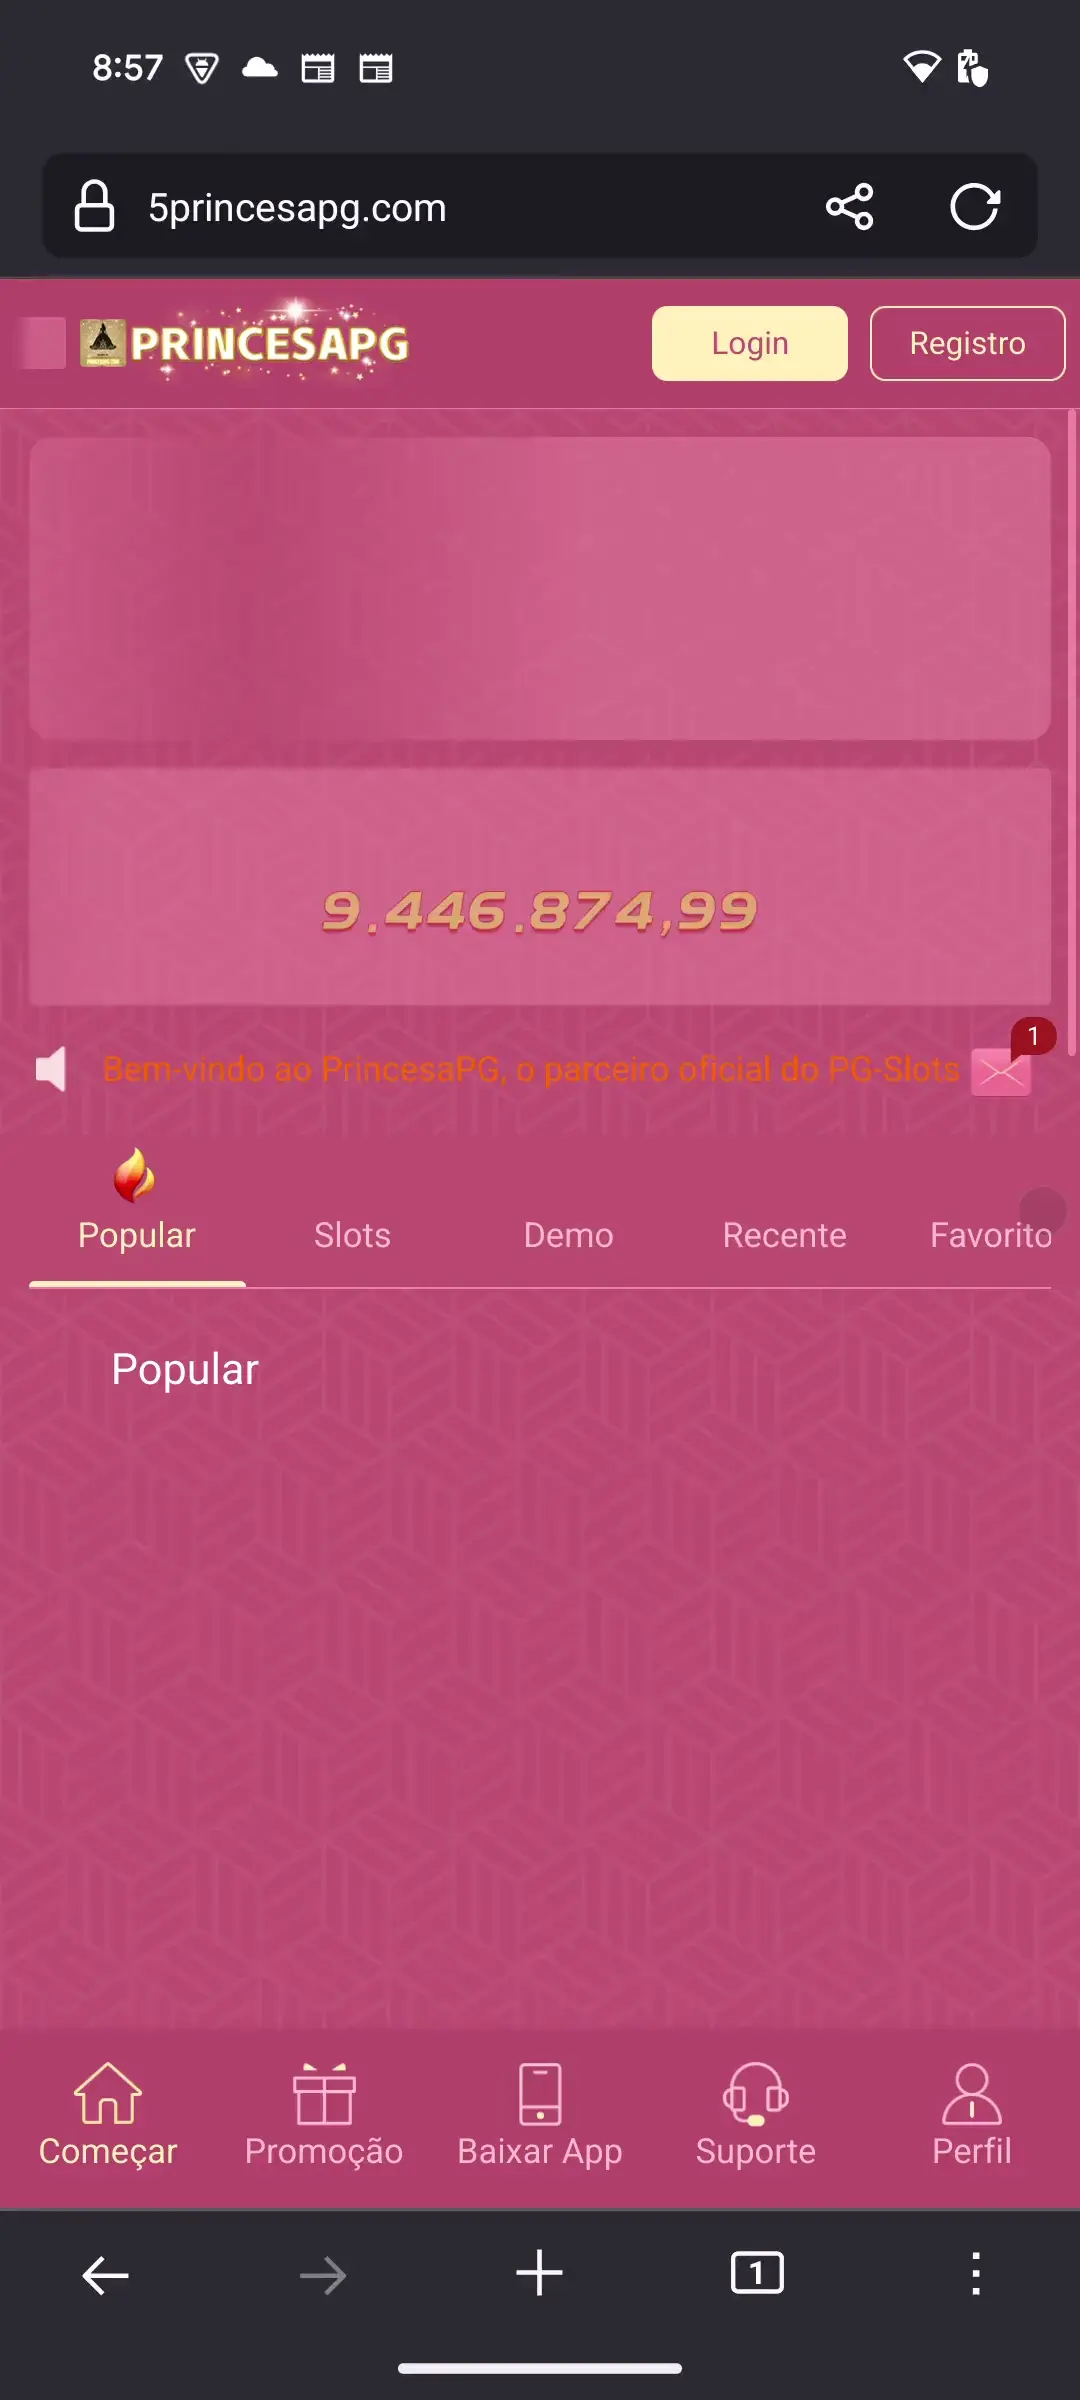 8:57
5princesapg.com
PRINCESAPG
Login
Registro
9.446.874,99
1
Bem-vindo ao PrincesaPG, o parceiro oficial do PG-Slots
Popular
Slots
Demo
Recente
Favorito
Popular
Começar
Promoção
Baixar App
Suporte
Perfil
1